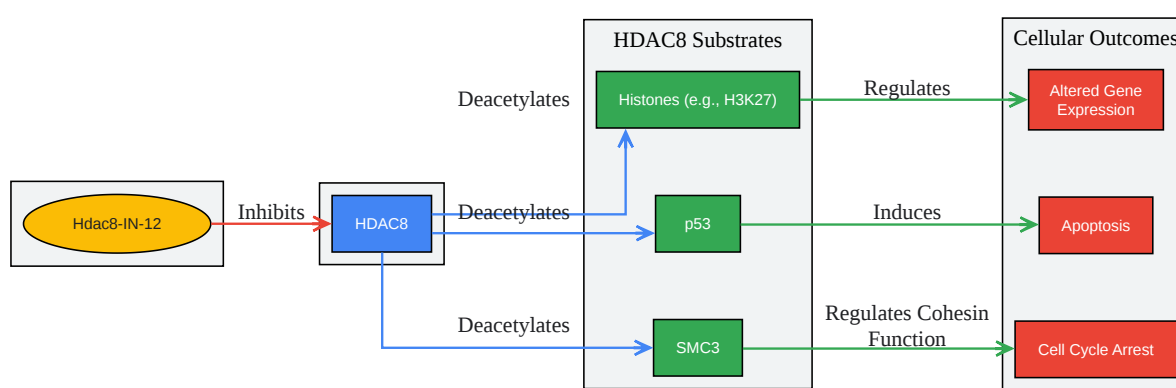 HDAC8 Substrates
Cellular Outcomes
Deacetylates
Histones (e.g., H3K27)
Regulates
Altered Gene
Expression
Hdac8-IN-12
Inhibits
HDAC8
Deacetylates
p53
Induces
Apoptosis
Deacetylates
SMC3
Regulates Cohesin
Function
Cell Cycle Arrest